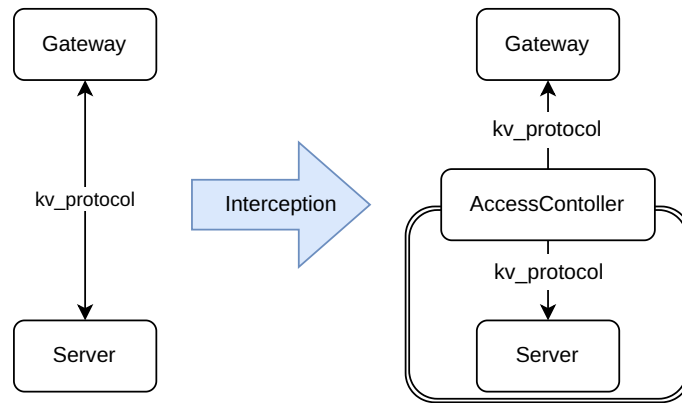 Gateway
kv_protocol
Server
Interception
Gateway
kv_protocol
AccessContoller
kv_protocol
Server